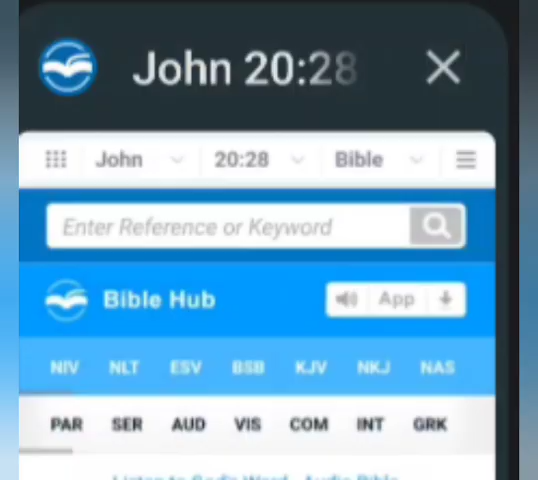 John 20:28
John 20:28 Bible
Enter Reference or Keyword
Bible Hub App
NIV NLT ESV BSB KJV NKJ NAS
PAR SER AUD VIS COM INT GRK